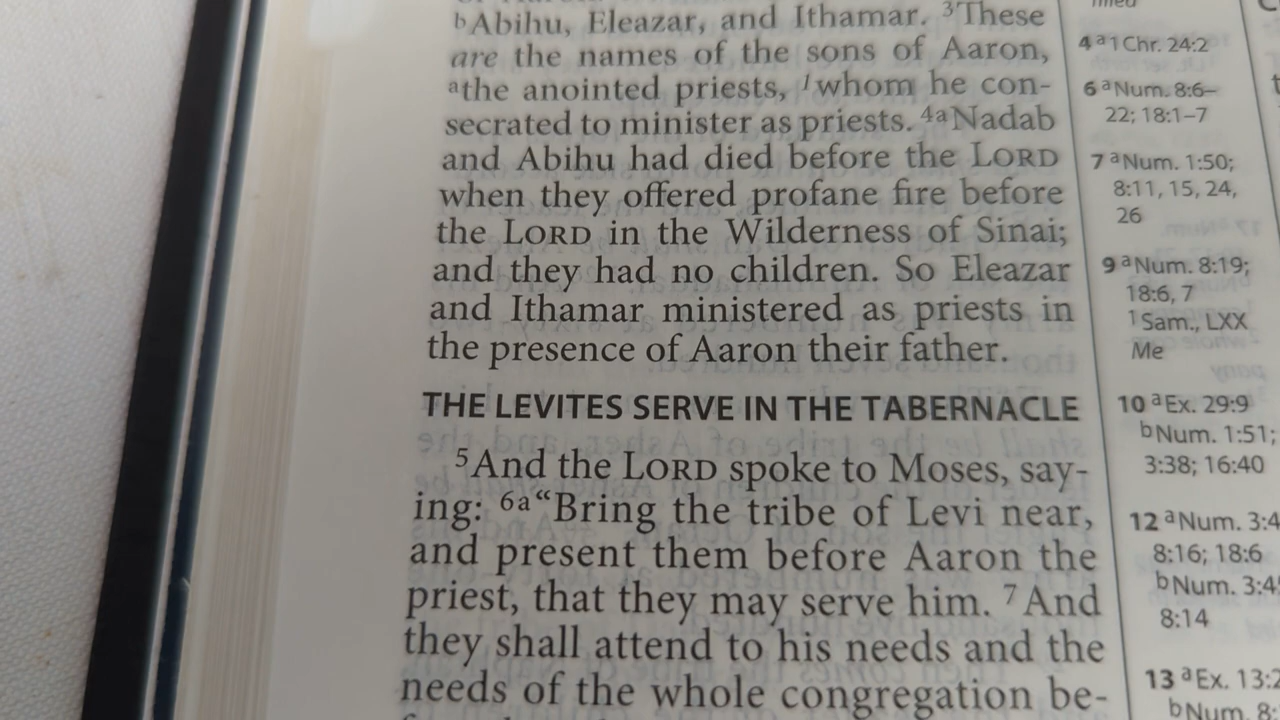 bAbihu, Eleazar, and Ithamar. 3These
are the names of the sons of Aaron,
athe anointed priests, 1whom he con-
secrated to minister as priests. 4aNadab
and Abihu had died before the LORD
when they offered profane fire before
the LORD in the Wilderness of Sinai;
and they had no children. So Eleazar
and Ithamar ministered as priests in
the presence of Aaron their father.
THE LEVITES SERVE IN THE TABERNACLE
5And the LORD spoke to Moses, say-
ing: 6a“Bring the tribe of Levi near,
and present them before Aaron the
priest, that they may serve him. 7And
they shall attend to his needs and the
needs of the whole congregation be-
4 a1 Chr. 24:2
6 aNum. 8:6–
22; 18:1–7
7 aNum. 1:50;
8:11, 15, 24,
26
9 aNum. 8:19;
18:6, 7
1Sam., LXX
Me
10 aEx. 29:9
bNum. 1:51;
3:38; 16:40
12 aNum. 3:4
8:16; 18:6
bNum. 3:4
8:14
13 aEx. 13:2
bNum. 8: